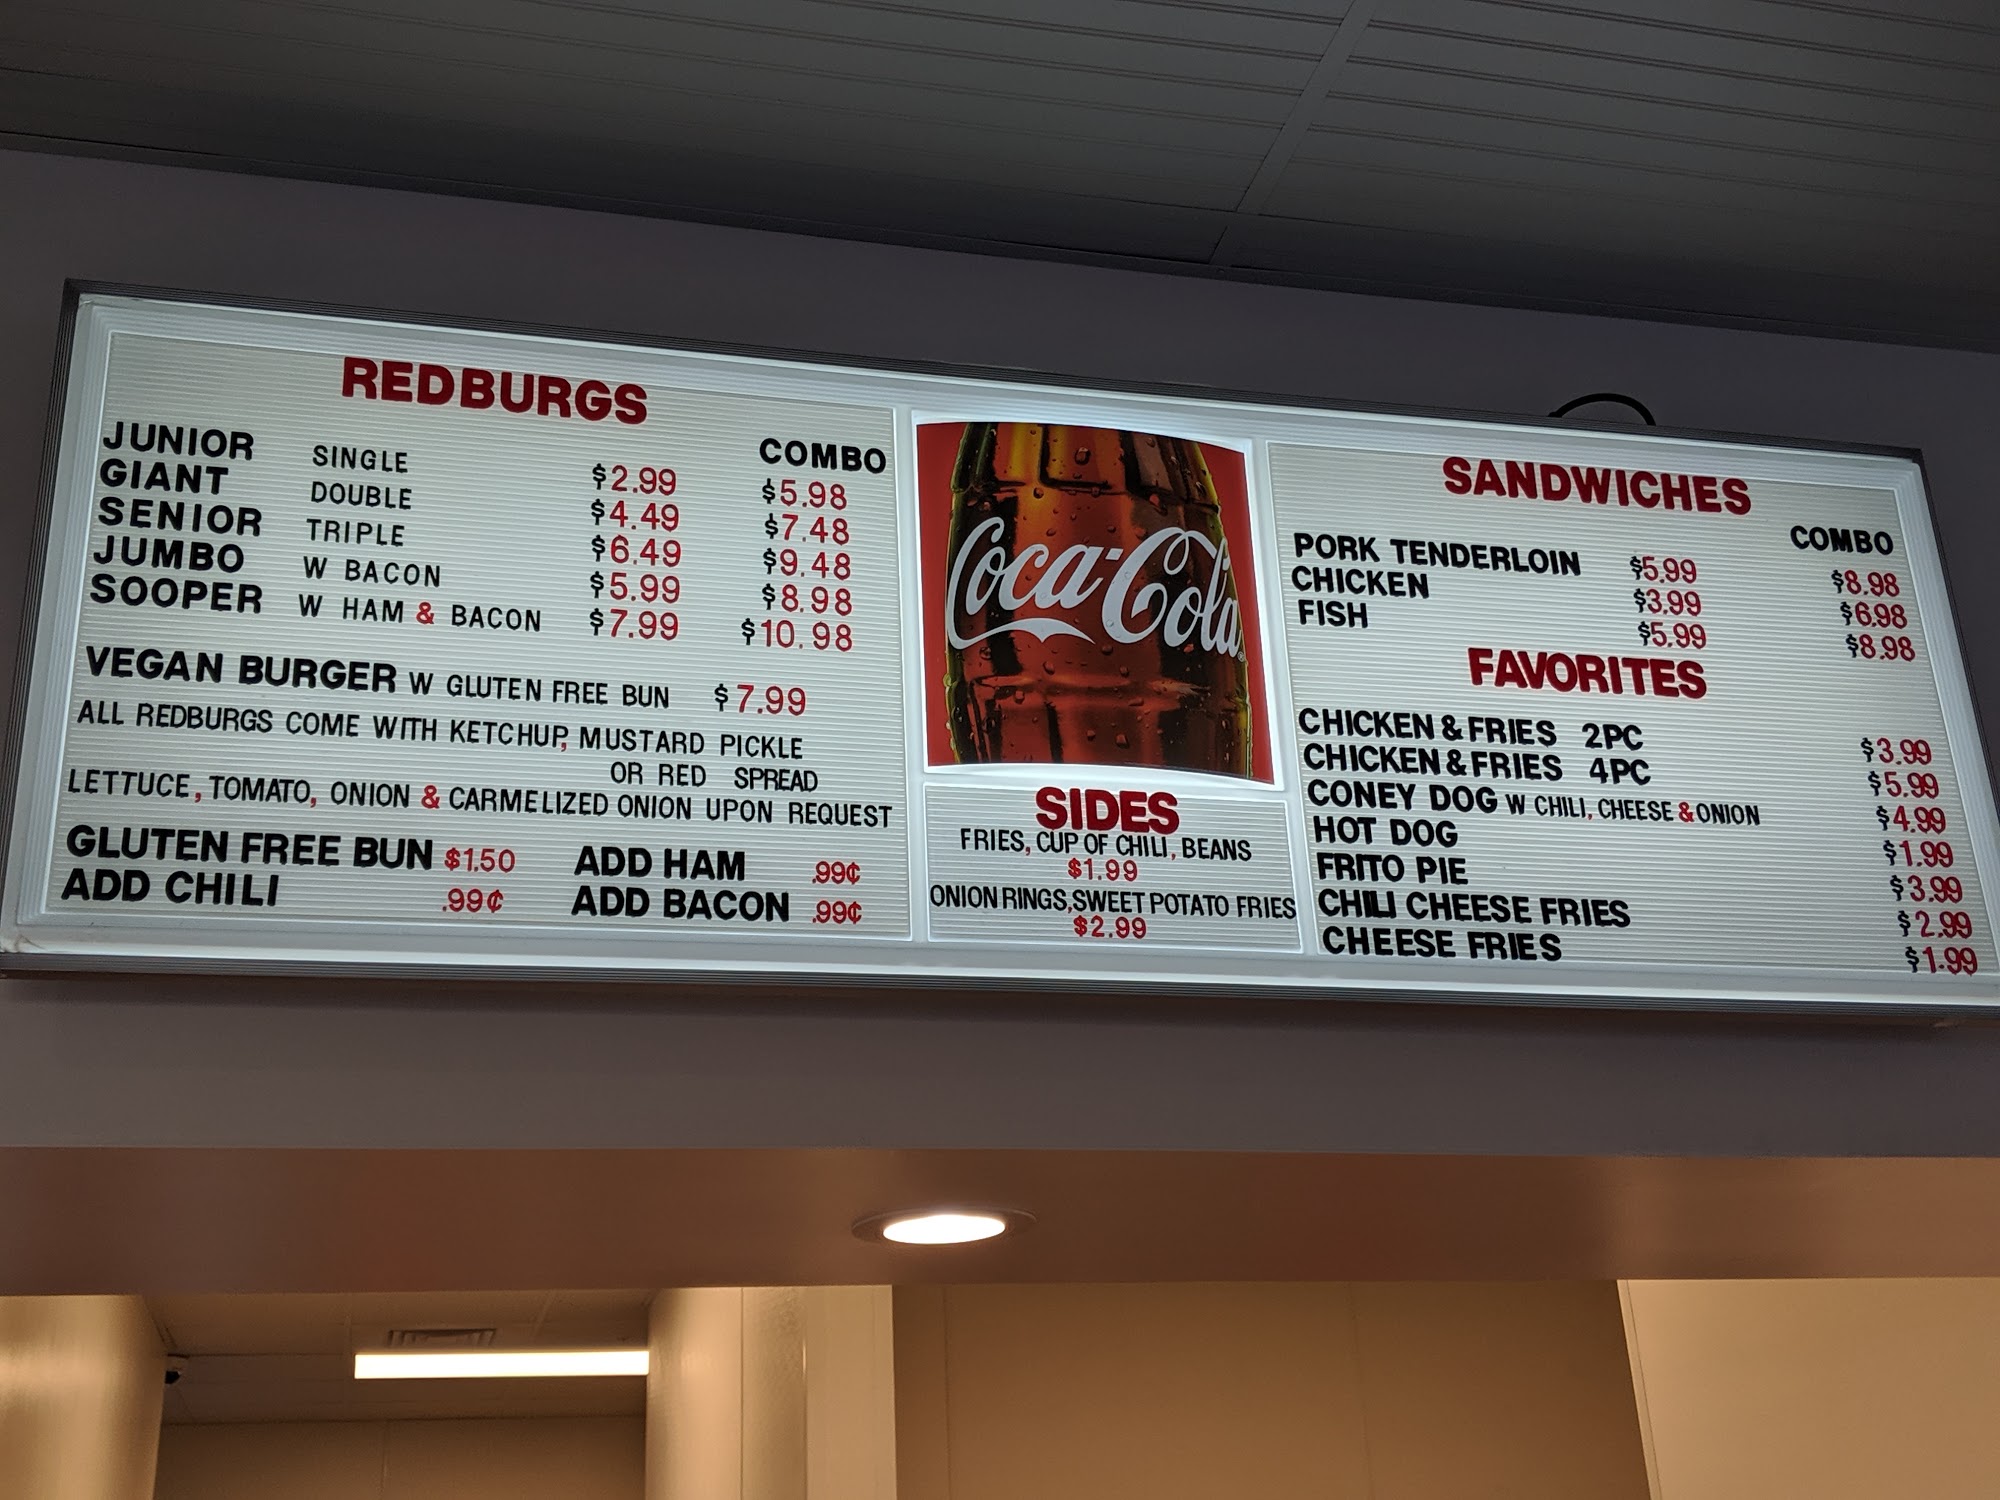 REDBURGS
COMBO
JUNIOR SINGLE $2.99 $5.98
GIANT DOUBLE $4.49 $7.48
SENIOR TRIPLE $6.49 $9.48
JUMBO W BACON $5.99 $8.98
SOOPER W HAM & BACON $7.99 $10.98
VEGAN BURGER W GLUTEN FREE BUN $7.99
ALL REDBURGS COME WITH KETCHUP, MUSTARD PICKLE
OR RED SPREAD
LETTUCE, TOMATO, ONION & CARMELIZED ONION UPON REQUEST
GLUTEN FREE BUN $1.50 ADD HAM .99¢
ADD CHILI .99¢ ADD BACON .99¢
Coca-Cola
SIDES
FRIES, CUP OF CHILI, BEANS
$1.99
ONION RINGS, SWEET POTATO FRIES
$2.99
SANDWICHES
COMBO
PORK TENDERLOIN $5.99 $8.98
CHICKEN $3.99 $6.98
FISH $5.99 $8.98
FAVORITES
CHICKEN & FRIES 2PC $3.99
CHICKEN & FRIES 4PC $5.99
CONEY DOG W CHILI, CHEESE & ONION $4.99
HOT DOG $1.99
FRITO PIE $3.99
CHILI CHEESE FRIES $2.99
CHEESE FRIES $1.99